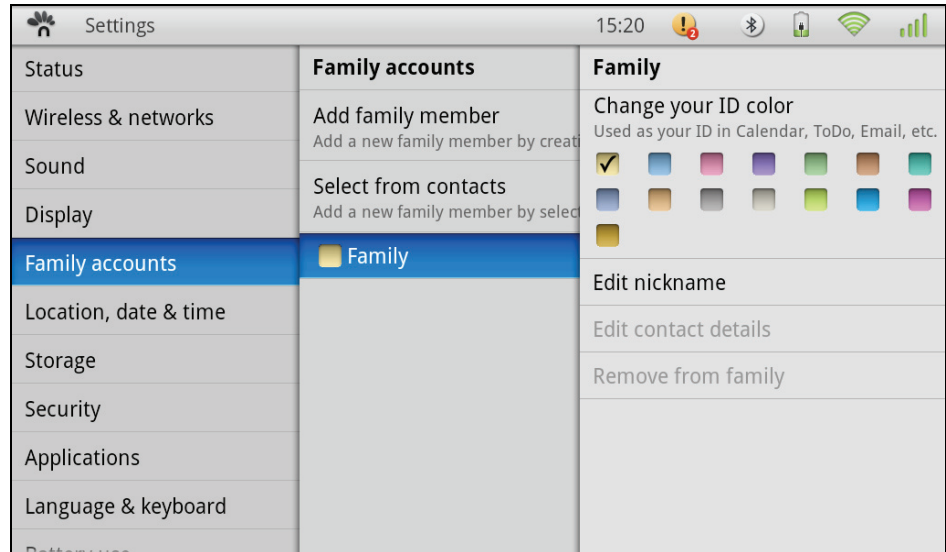 Settings
15:20
2
Status
Wireless & networks
Sound
Display
Family accounts
Location, date & time
Storage
Security
Applications
Language & keyboard
Family accounts
Add family member
Add a new family member by creati
Select from contacts
Add a new family member by select
Family
Family
Change your ID color
Used as your ID in Calendar, ToDo, Email, etc.
Edit nickname
Edit contact details
Remove from family